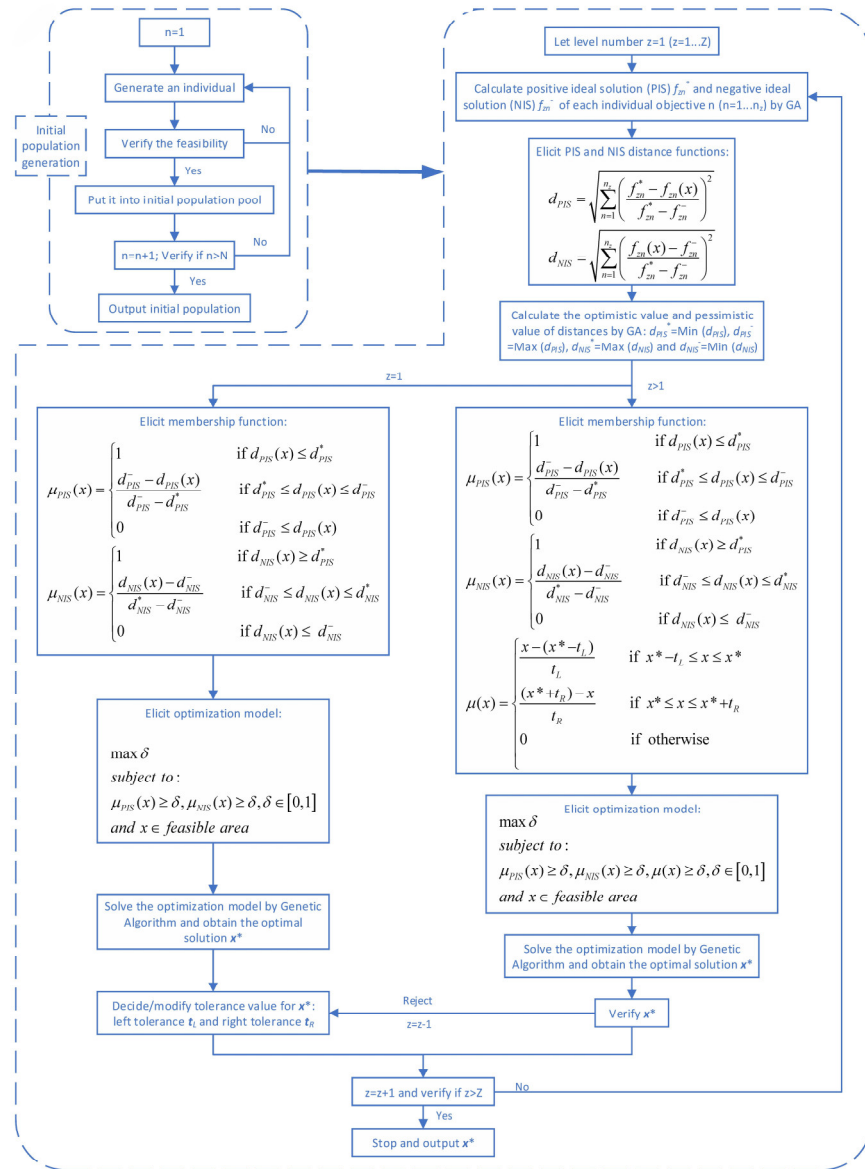 n=1
Generate an individual
Initial
population
generation
No
Verify the feasibility
Yes
Put it into initial population pool
No
n=n+1; Verify if n>N
Yes
Output initial population
Let level number z=1 (z=1...Z)
Calculate positive ideal solution (PIS) f_zn^* and negative ideal
solution (NIS) f_zn^- of each individual objective n (n=1...n_z) by GA
Elicit PIS and NIS distance functions:
d_PIS = √(∑_{n=1}^{n_z} ((f_zn^* − f_zn(x)) / (f_zn^* − f_zn^-))^2)
d_NIS = √(∑_{n=1}^{n_z} ((f_zn(x) − f_zn^-) / (f_zn^* − f_zn^-))^2)
Calculate the optimistic value and pessimistic
value of distances by GA: d_PIS^*=Min (d_PIS), d_PIS^-
=Max (d_PIS), d_NIS^*=Max (d_NIS) and d_NIS^-=Min (d_NIS)
z=1
z>1
Elicit membership function:
μ_PIS(x) = { 1 if d_PIS(x) ≤ d_PIS^*
(d_PIS^- − d_PIS(x)) / (d_PIS^- − d_PIS^*) if d_PIS^* ≤ d_PIS(x) ≤ d_PIS^-
0 if d_PIS^- ≤ d_PIS(x)
μ_NIS(x) = { 1 if d_NIS(x) ≥ d_PIS^*
(d_NIS(x) − d_NIS^-) / (d_NIS^* − d_NIS^-) if d_NIS^- ≤ d_NIS(x) ≤ d_NIS^*
0 if d_NIS(x) ≤ d_NIS^-
Elicit optimization model:
max δ
subject to:
μ_PIS(x) ≥ δ, μ_NIS(x) ≥ δ, δ ∈ [0,1]
and x ∈ feasible area
Solve the optimization model by Genetic
Algorithm and obtain the optimal
solution x*
Decide/modify tolerance value for x*:
left tolerance t_L and right tolerance t_R
Elicit membership function:
μ_PIS(x) = { 1 if d_PIS(x) ≤ d_PIS^*
(d_PIS^- − d_PIS(x)) / (d_PIS^- − d_PIS^*) if d_PIS^* ≤ d_PIS(x) ≤ d_PIS^-
0 if d_PIS^- ≤ d_PIS(x)
μ_NIS(x) = { 1 if d_NIS(x) ≥ d_PIS^*
(d_NIS(x) − d_NIS^-) / (d_NIS^* − d_NIS^-) if d_NIS^- ≤ d_NIS(x) ≤ d_NIS^*
0 if d_NIS(x) ≤ d_NIS^-
μ(x) = { (x − (x* − t_L)) / t_L if x* − t_L ≤ x ≤ x*
((x* + t_R) − x) / t_R if x* ≤ x ≤ x* + t_R
0 if otherwise
Elicit optimization model:
max δ
subject to:
μ_PIS(x) ≥ δ, μ_NIS(x) ≥ δ, μ(x) ≥ δ, δ ∈ [0,1]
and x ⊂ feasible area
Solve the optimization model by Genetic
Algorithm and obtain the optimal solution x*
Reject
z=z-1
Verify x*
z=z+1 and verify if z>Z
No
Yes
Stop and output x*